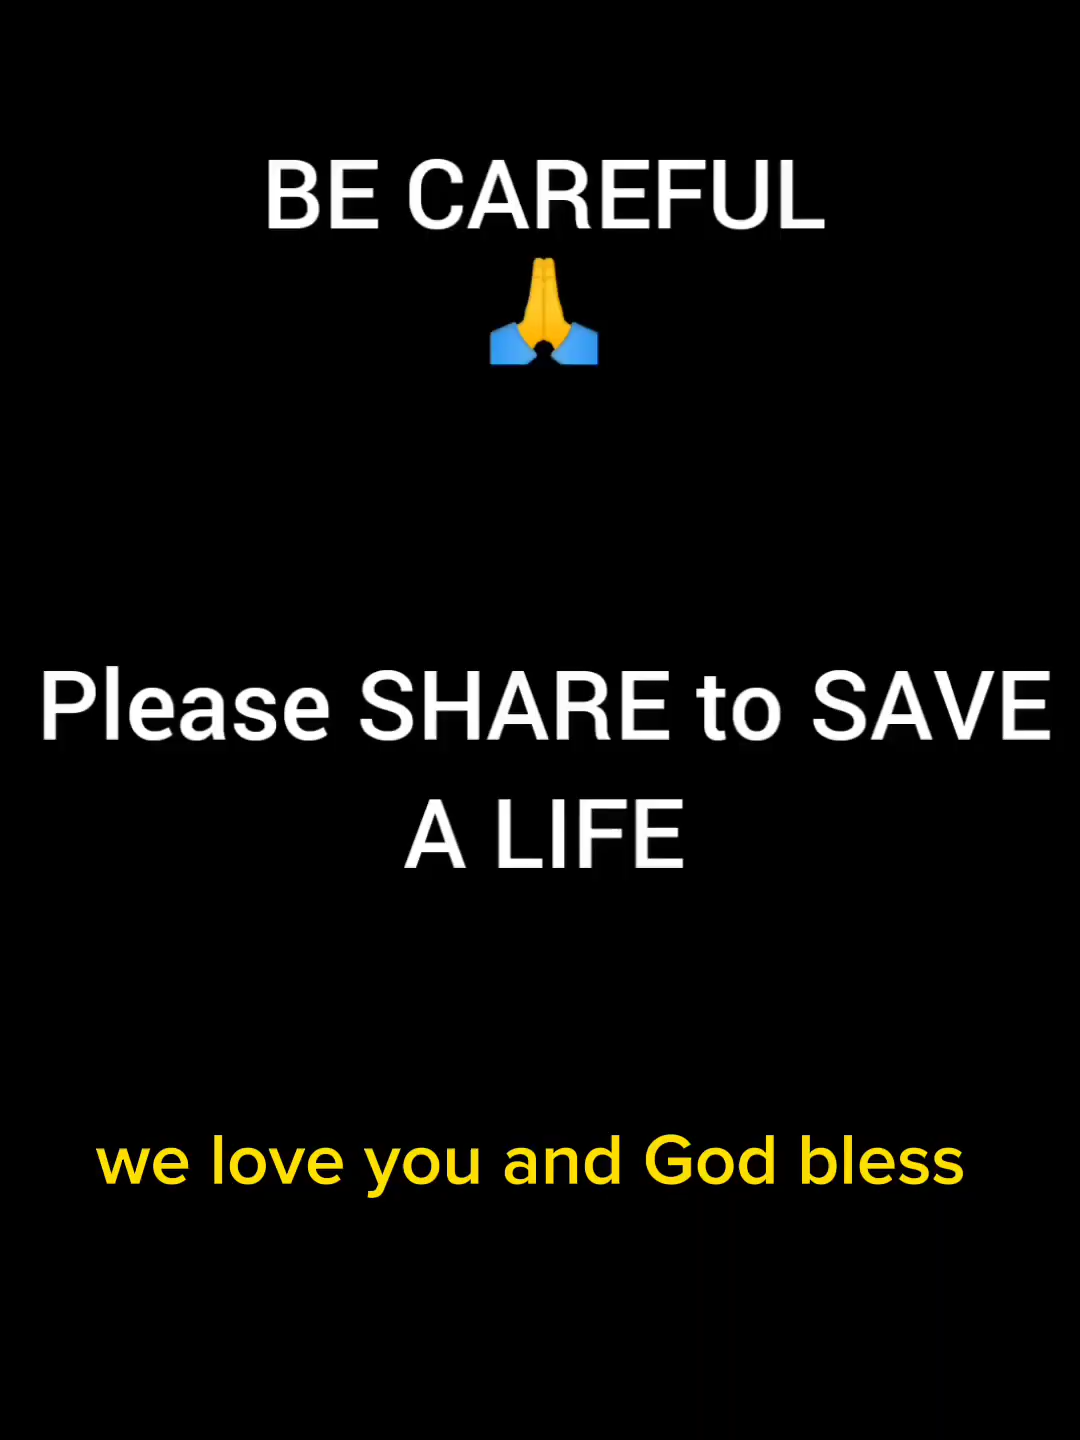 BE CAREFUL
🙏
Please SHARE to SAVE
A LIFE
we love you and God bless